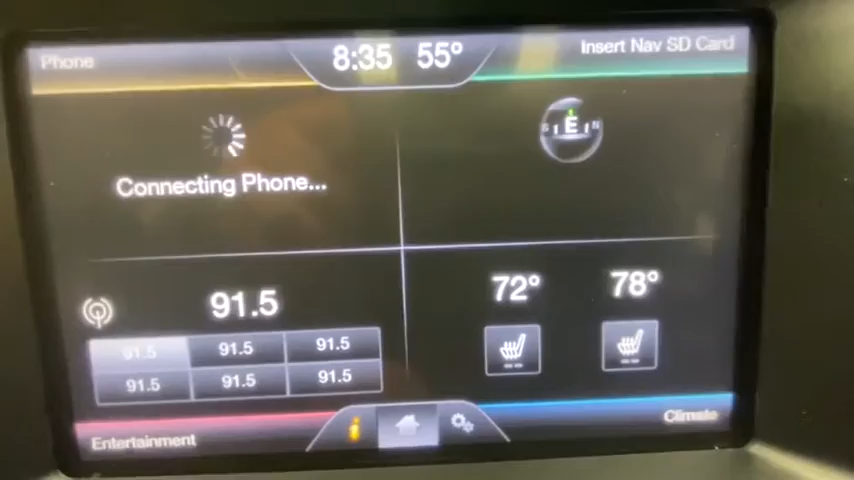 Phone
8:35 55°
Insert Nav SD Card
Connecting Phone...
S E N
91.5
91.5 91.5 91.5
91.5 91.5 91.5
72° 78°
Entertainment
i
Climate